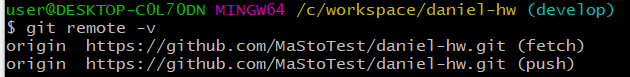 user@DESKTOP-C0L70DN MINGW64 /c/workspace/daniel-hw (develop)
$ git remote -v
origin  https://github.com/MaStoTest/daniel-hw.git (fetch)
origin  https://github.com/MaStoTest/daniel-hw.git (push)